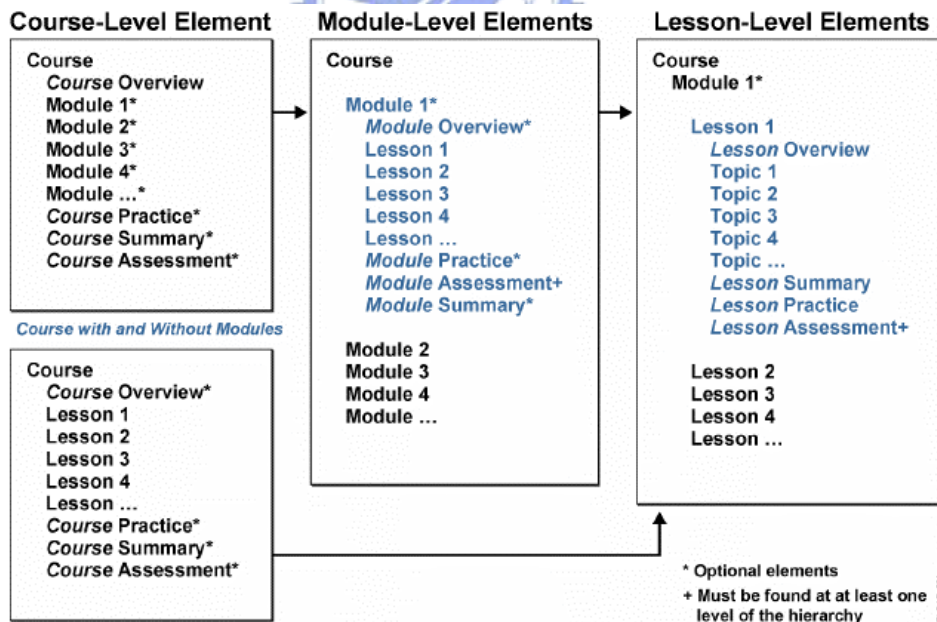 Course-Level Element
Course
Course Overview
Module 1*
Module 2*
Module 3*
Module 4*
Module ...*
Course Practice*
Course Summary*
Course Assessment*
Course with and Without Modules
Course
Course Overview*
Lesson 1
Lesson 2
Lesson 3
Lesson 4
Lesson ...
Course Practice*
Course Summary*
Course Assessment*
Module-Level Elements
Course
Module 1*
Module Overview*
Lesson 1
Lesson 2
Lesson 3
Lesson 4
Lesson ...
Module Practice*
Module Assessment+
Module Summary*
Module 2
Module 3
Module 4
Module ...
Lesson-Level Elements
Course
Module 1*
Lesson 1
Lesson Overview
Topic 1
Topic 2
Topic 3
Topic 4
Topic ...
Lesson Summary
Lesson Practice
Lesson Assessment+
Lesson 2
Lesson 3
Lesson 4
Lesson ...
* Optional elements
+ Must be found at at least one
level of the hierarchy